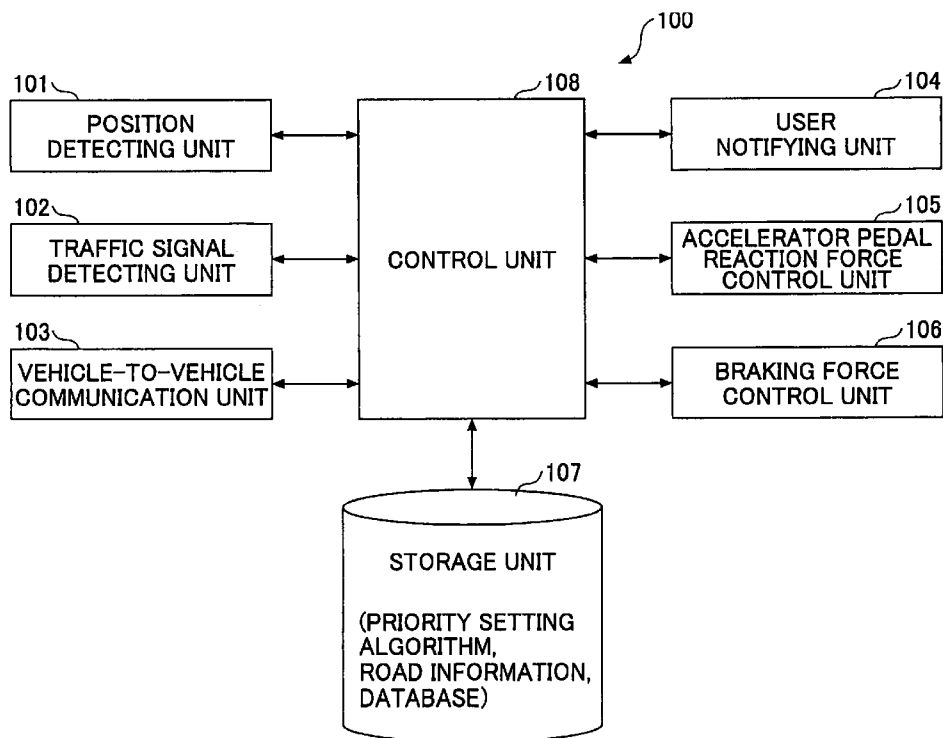 100
101
POSITION
DETECTING UNIT
102
TRAFFIC SIGNAL
DETECTING UNIT
103
VEHICLE-TO-VEHICLE
COMMUNICATION UNIT
108
CONTROL UNIT
104
USER
NOTIFYING UNIT
105
ACCELERATOR PEDAL
REACTION FORCE
CONTROL UNIT
106
BRAKING FORCE
CONTROL UNIT
107
STORAGE UNIT
(PRIORITY SETTING
ALGORITHM,
ROAD INFORMATION,
DATABASE)